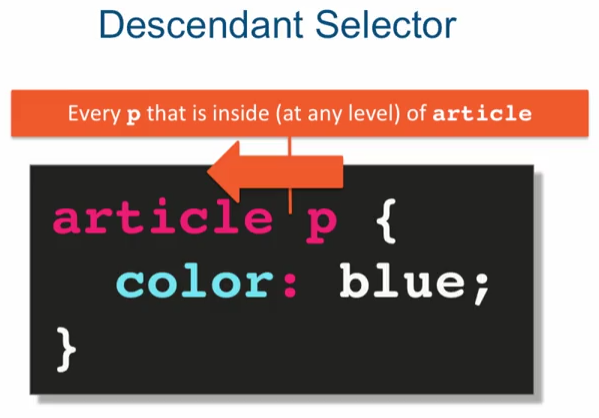 Descendant Selector
Every p that is inside (at any level) of article
article p {
color: blue;
}